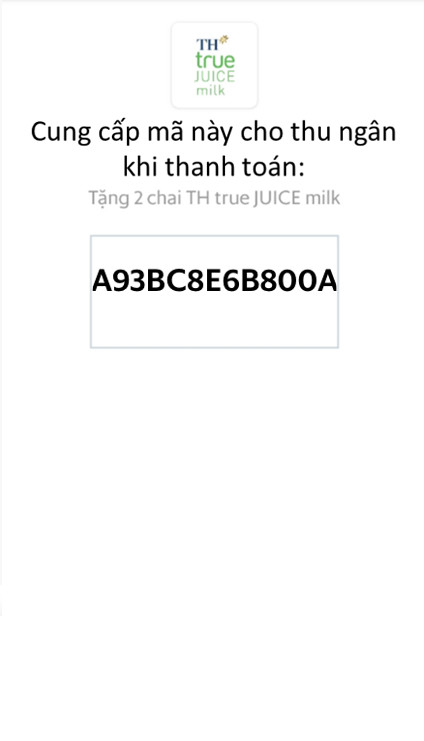 TH
true
JUICE
milk
Cung cấp mã này cho thu ngân
khi thanh toán:
Tặng 2 chai TH true JUICE milk
A93BC8E6B800A